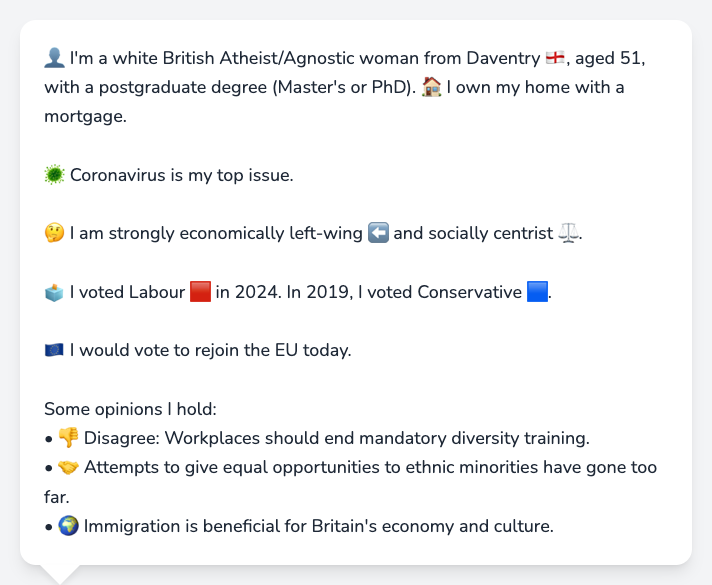 👤 I'm a white British Atheist/Agnostic woman from Daventry 🏴󠁧󠁢󠁥󠁮󠁧󠁿, aged 51,
with a postgraduate degree (Master's or PhD). 🏠 I own my home with a
mortgage.
🦠 Coronavirus is my top issue.
🤔 I am strongly economically left-wing ⬅️ and socially centrist ⚖️.
🗳️ I voted Labour 🟥 in 2024. In 2019, I voted Conservative 🟦.
🇪🇺 I would vote to rejoin the EU today.
Some opinions I hold:
• 👎 Disagree: Workplaces should end mandatory diversity training.
• 🤝 Attempts to give equal opportunities to ethnic minorities have gone too
far.
• 🌍 Immigration is beneficial for Britain's economy and culture.